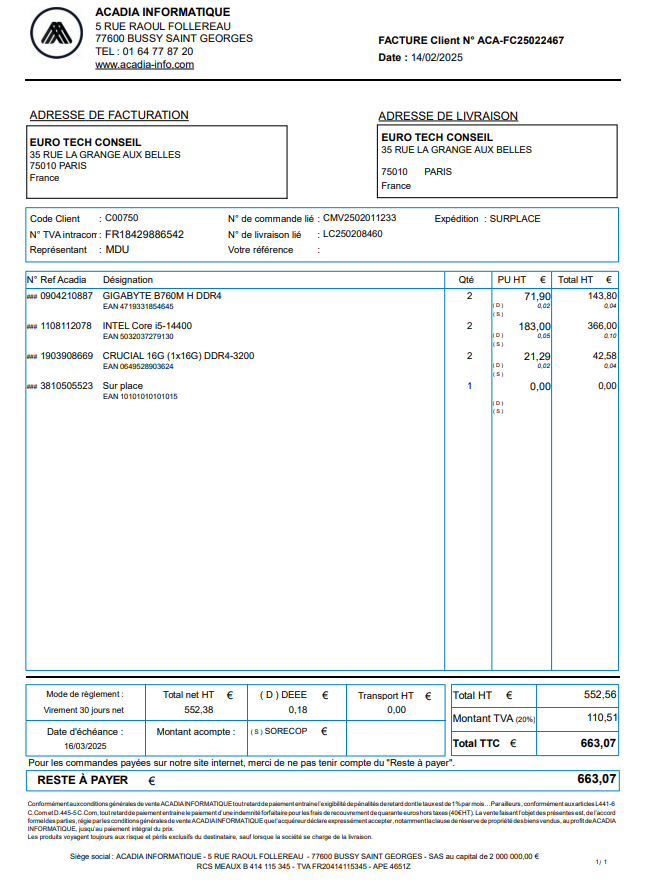 ACADIA INFORMATIQUE
5 RUE RAOUL FOLLEREAU
77600 BUSSY SAINT GEORGES
TEL : 01 64 77 87 20
www.acadia-info.com
FACTURE Client N° ACA-FC25022467
Date : 14/02/2025
ADRESSE DE FACTURATION
EURO TECH CONSEIL
35 RUE LA GRANGE AUX BELLES
75010 PARIS
France
ADRESSE DE LIVRAISON
EURO TECH CONSEIL
35 RUE LA GRANGE AUX BELLES
75010 PARIS
France
Code Client : C00750 N° de commande lié : CMV2502011233 Expédition : SURPLACE
N° TVA intracom : FR18429886542 N° de livraison lié : LC250208460
Représentant : MDU Votre référence :
N° Ref Acadia Désignation Qté PU HT € Total HT €
### 0904210887 GIGABYTE B760M H DDR4 2 71,90 143,80
EAN 4719331854645 (D) 0,02 0,04
(S)
### 1108112078 INTEL Core i5-14400 2 183,00 366,00
EAN 5032037279130 (D) 0,05 0,10
(S)
### 1903908669 CRUCIAL 16G (1x16G) DDR4-3200 2 21,29 42,58
EAN 0649528903624 (D) 0,02 0,04
(S)
### 3810505523 Sur place 1 0,00 0,00
EAN 10101010101015 (D)
(S)
Mode de règlement : Total net HT € (D) DEEE € Transport HT €
Virement 30 jours net 552,38 0,18 0,00
Date d'échéance : Montant acompte : (S) SORECOP €
16/03/2025
Total HT € 552,56
Montant TVA (20%) 110,51
Total TTC € 663,07
Pour les commandes payées sur notre site internet, merci de ne pas tenir compte du "Reste à payer".
RESTE À PAYER € 663,07
Conformément aux conditions générales de vente ACADIA INFORMATIQUE tout retard de paiement entraine l'exigibilité de pénalités de retard dont le taux est de 1% par mois... Par ailleurs, conformément aux articles L441-6
C.Com et D.445-5 C.Com, tout retard de paiement entraine le paiement d'une indemnité forfaitaire pour les frais de recouvrement de quarante euros hors taxes (40€ HT). La vente faisant l'objet des présentes est, de l'accord
formel des parties, régie par les conditions générales de vente ACADIA INFORMATIQUE que l'acquéreur déclare expressément accepter, notamment la clause de réserve de propriété des biens vendus, au profit de ACADIA
INFORMATIQUE, jusqu'au paiement intégral du prix.
Les produits voyagent toujours aux risques et périls exclusifs du destinataire, sauf lorsque la société se charge de la livraison.
Siège social : ACADIA INFORMATIQUE - 5 RUE RAOUL FOLLEREAU - 77600 BUSSY SAINT GEORGES - SAS au capital de 2 000 000,00 €
RCS MEAUX B 414 115 345 - TVA FR20414115345 - APE 4651Z
1/ 1